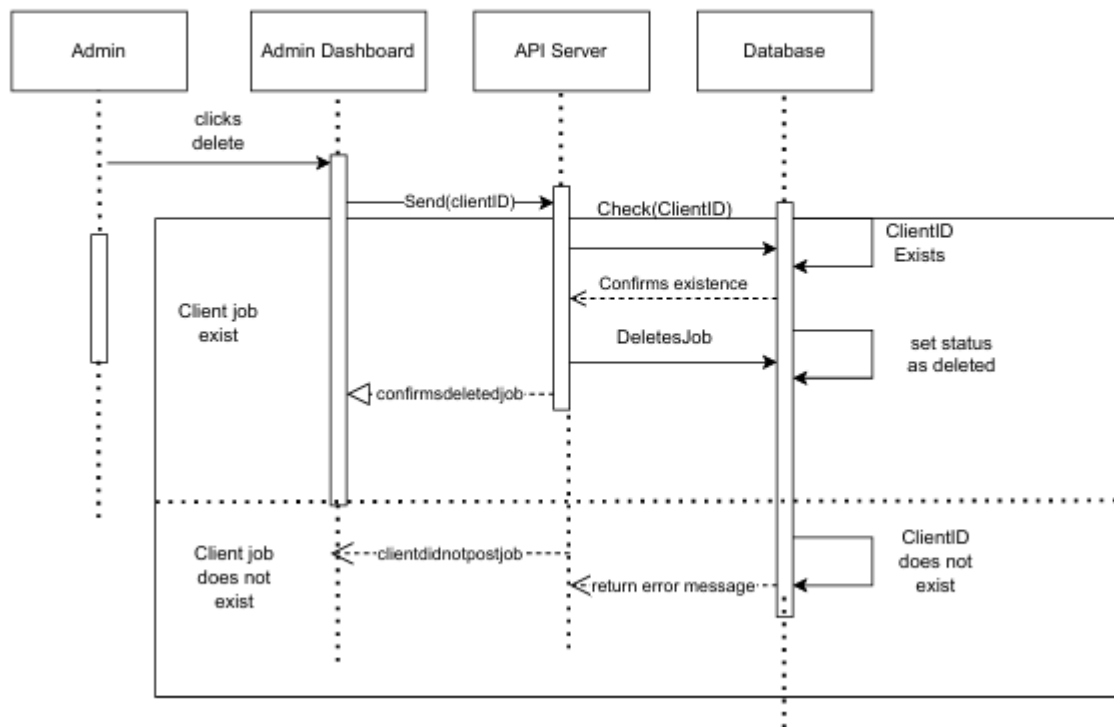 Admin
Admin Dashboard
API Server
Database
clicks
delete
Send(clientID)
Check(ClientID)
ClientID
Exists
Confirms existence
Client job
exist
DeletesJob
set status
as deleted
confirmsdeletedjob
Client job
does not
exist
clientdidnotpostjob
ClientID
does not
exist
return error message